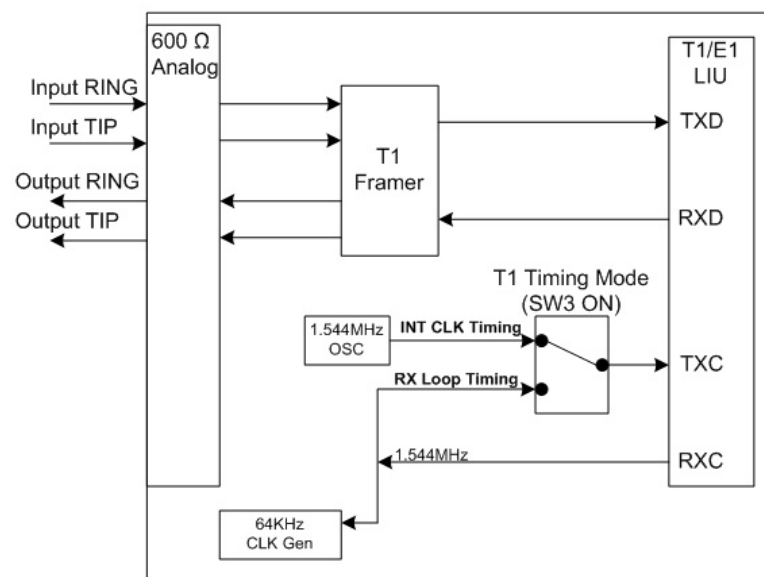 600 Ω
Analog
T1/E1
LIU
Input RING
Input TIP
Output RING
Output TIP
T1
Framer
TXD
RXD
T1 Timing Mode
(SW3 ON)
1.544MHz
OSC
INT CLK Timing
RX Loop Timing
TXC
1.544MHz
RXC
64KHz
CLK Gen